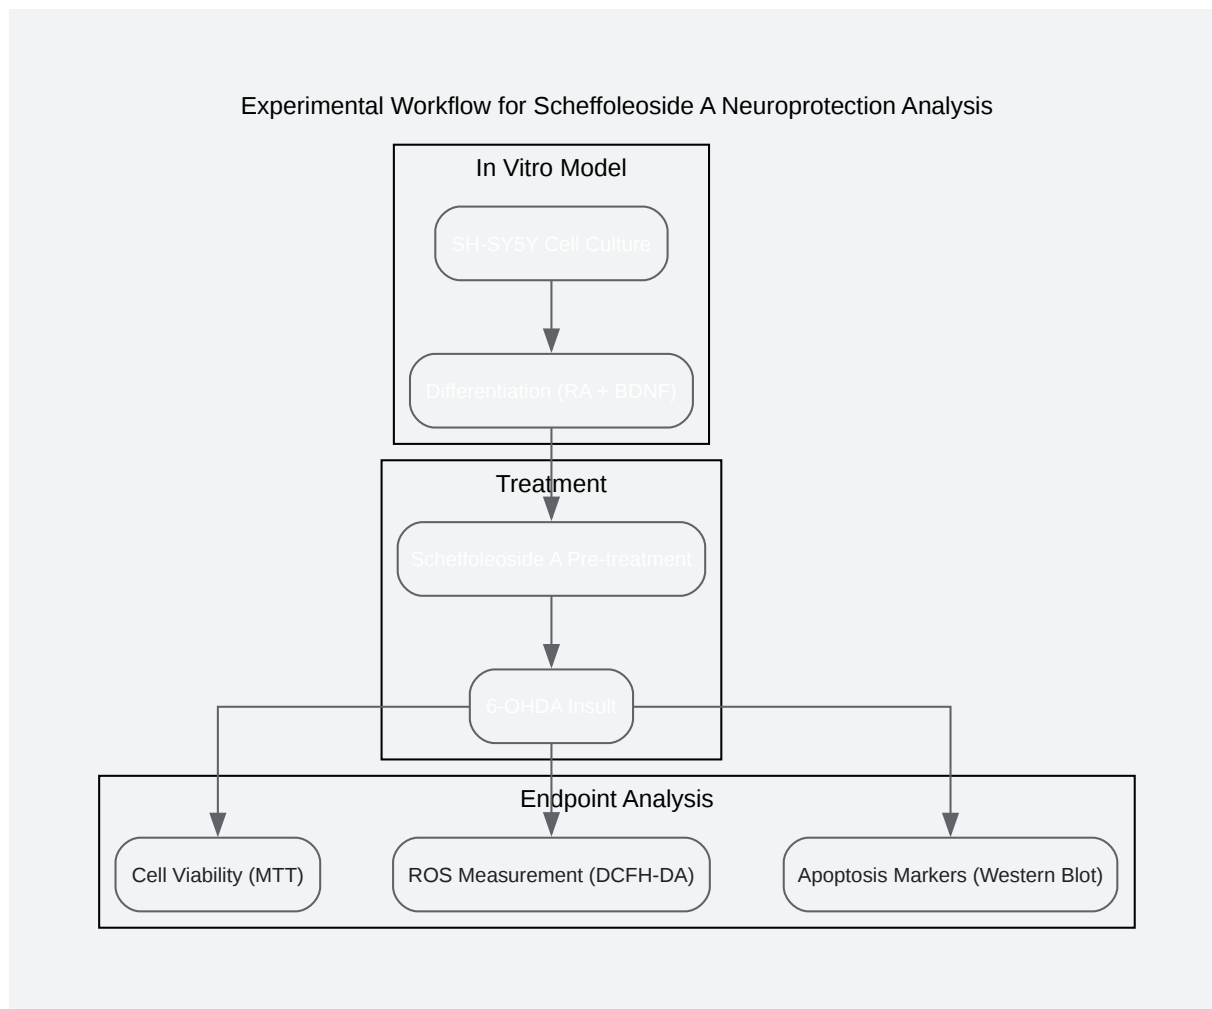 Experimental Workflow for Scheffoleoside A Neuroprotection Analysis
In Vitro Model
SH-SY5Y Cell Culture
Differentiation (RA + BDNF)
Treatment
Scheffoleoside A Pre-treatment
6-OHDA Insult
Endpoint Analysis
Cell Viability (MTT)
ROS Measurement (DCFH-DA)
Apoptosis Markers (Western Blot)